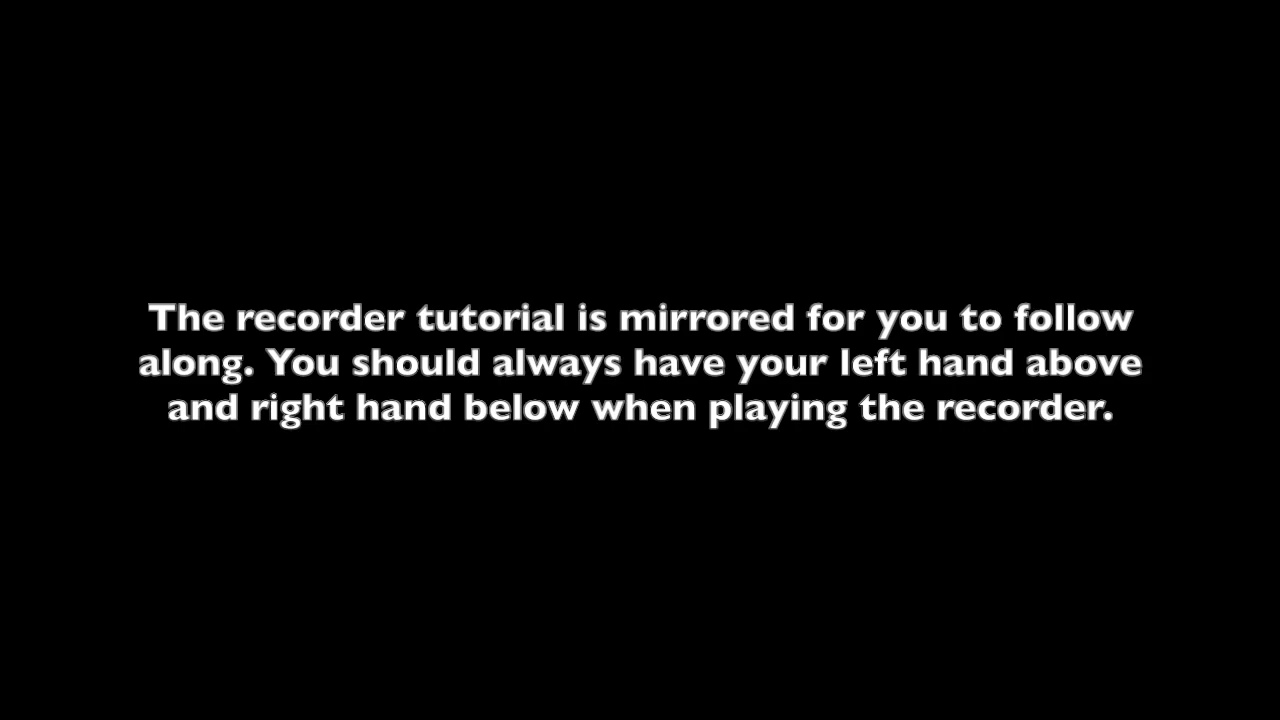 The recorder tutorial is mirrored for you to follow
along. You should always have your left hand above
and right hand below when playing the recorder.